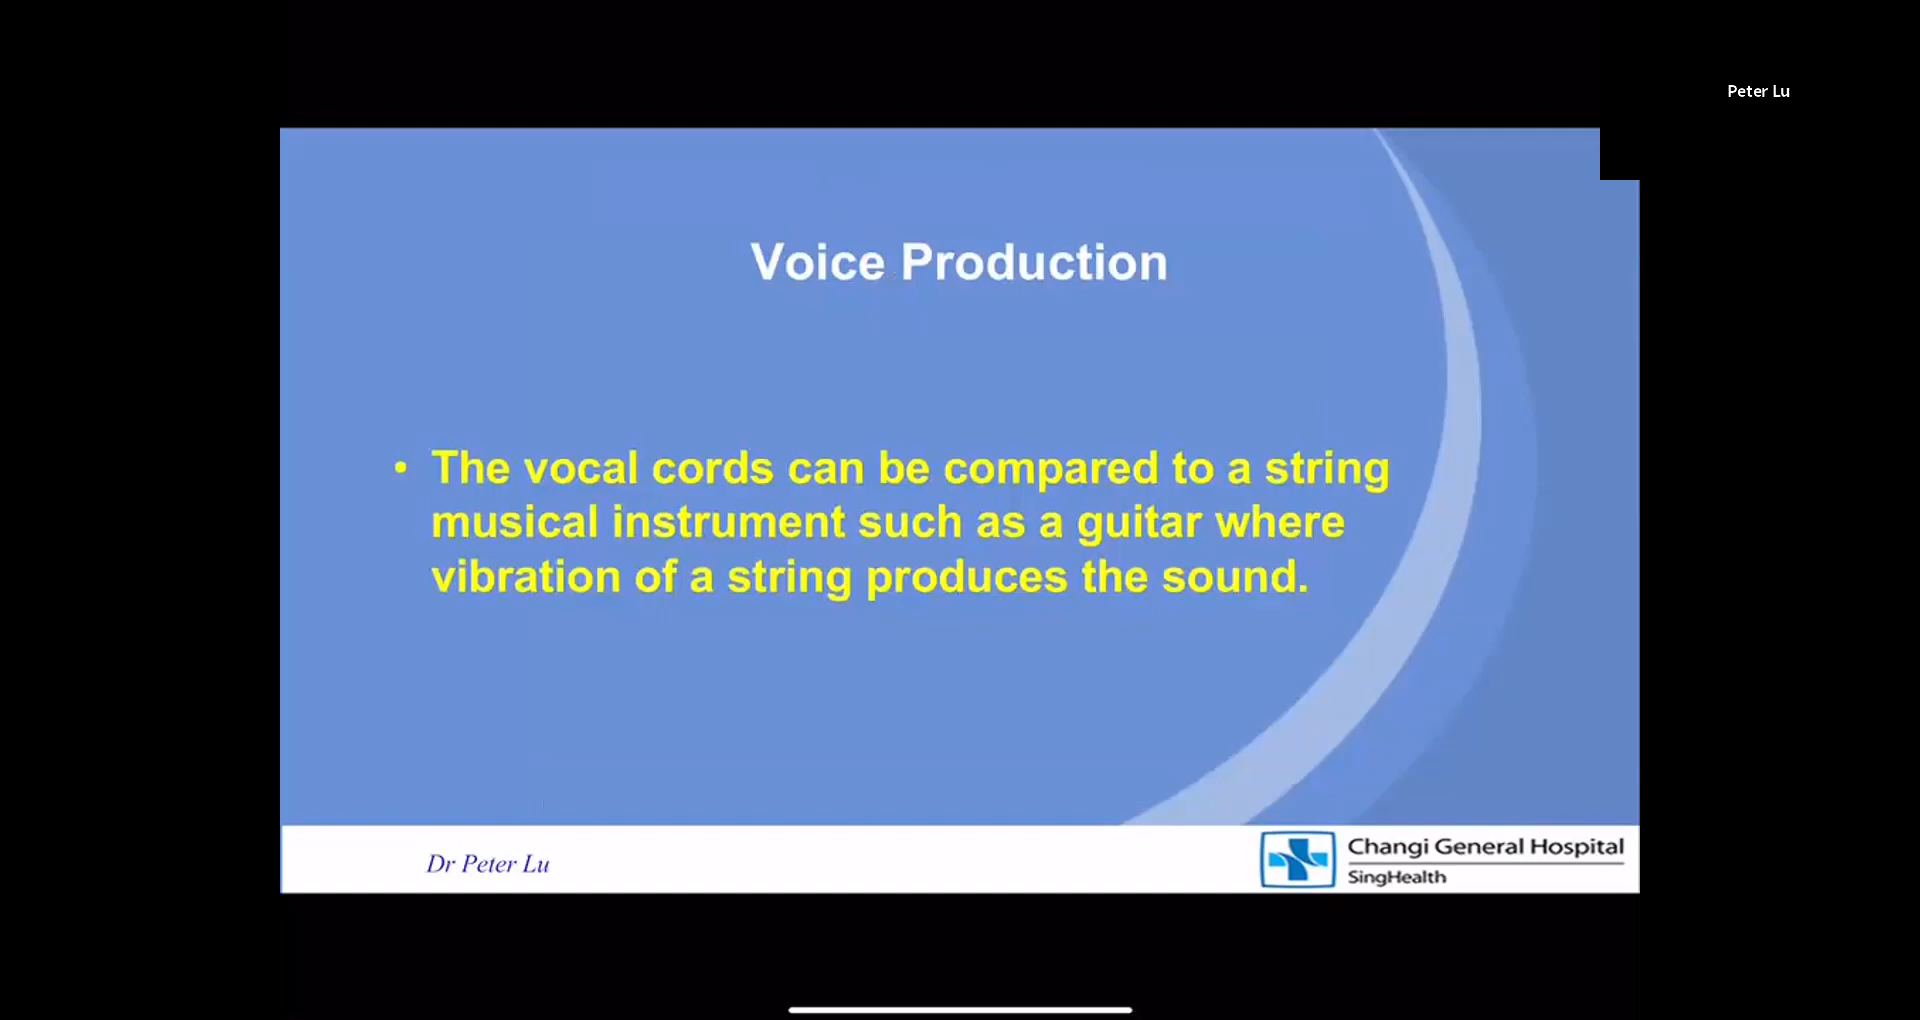 Peter Lu
Voice Production
• The vocal cords can be compared to a string
musical instrument such as a guitar where
vibration of a string produces the sound.
Dr Peter Lu
Changi General Hospital
SingHealth